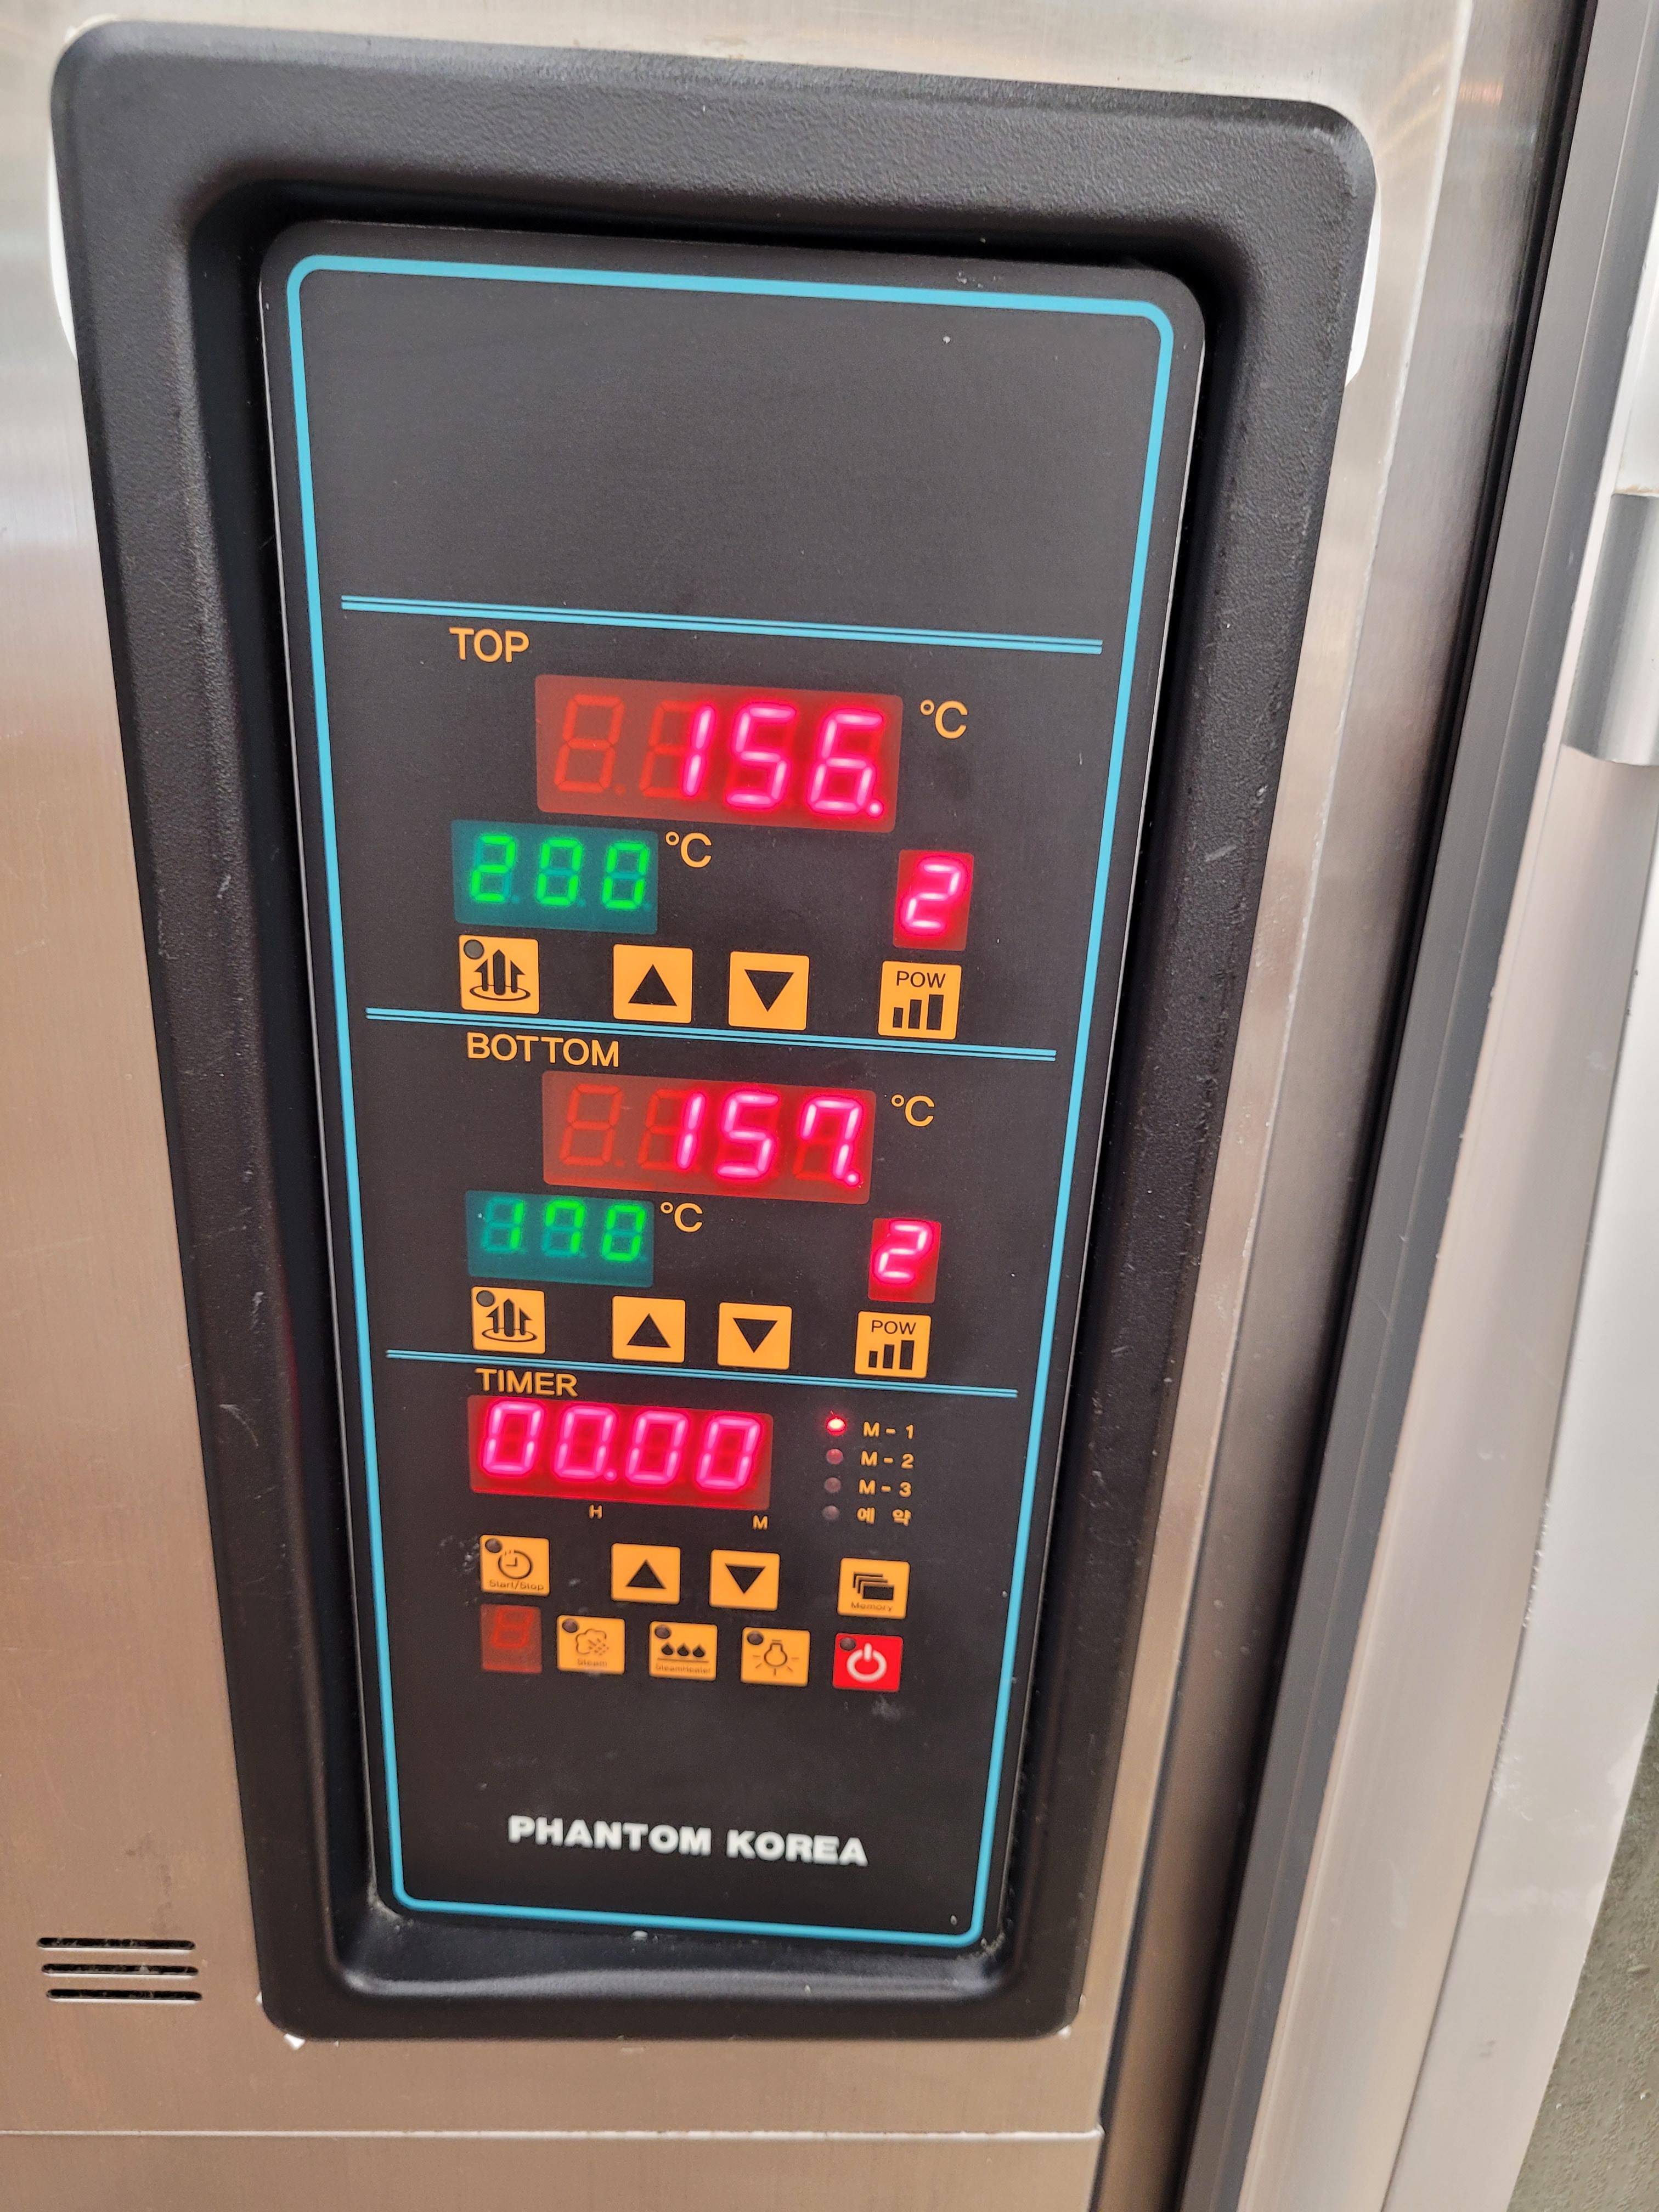 TOP
156. °C
200 °C 2
POW
BOTTOM
157. °C
170 °C 2
POW
TIMER
00.00
M-1
M-2
M-3
예 약
H M
Start/Stop
Memory
Steam
PHANTOM KOREA